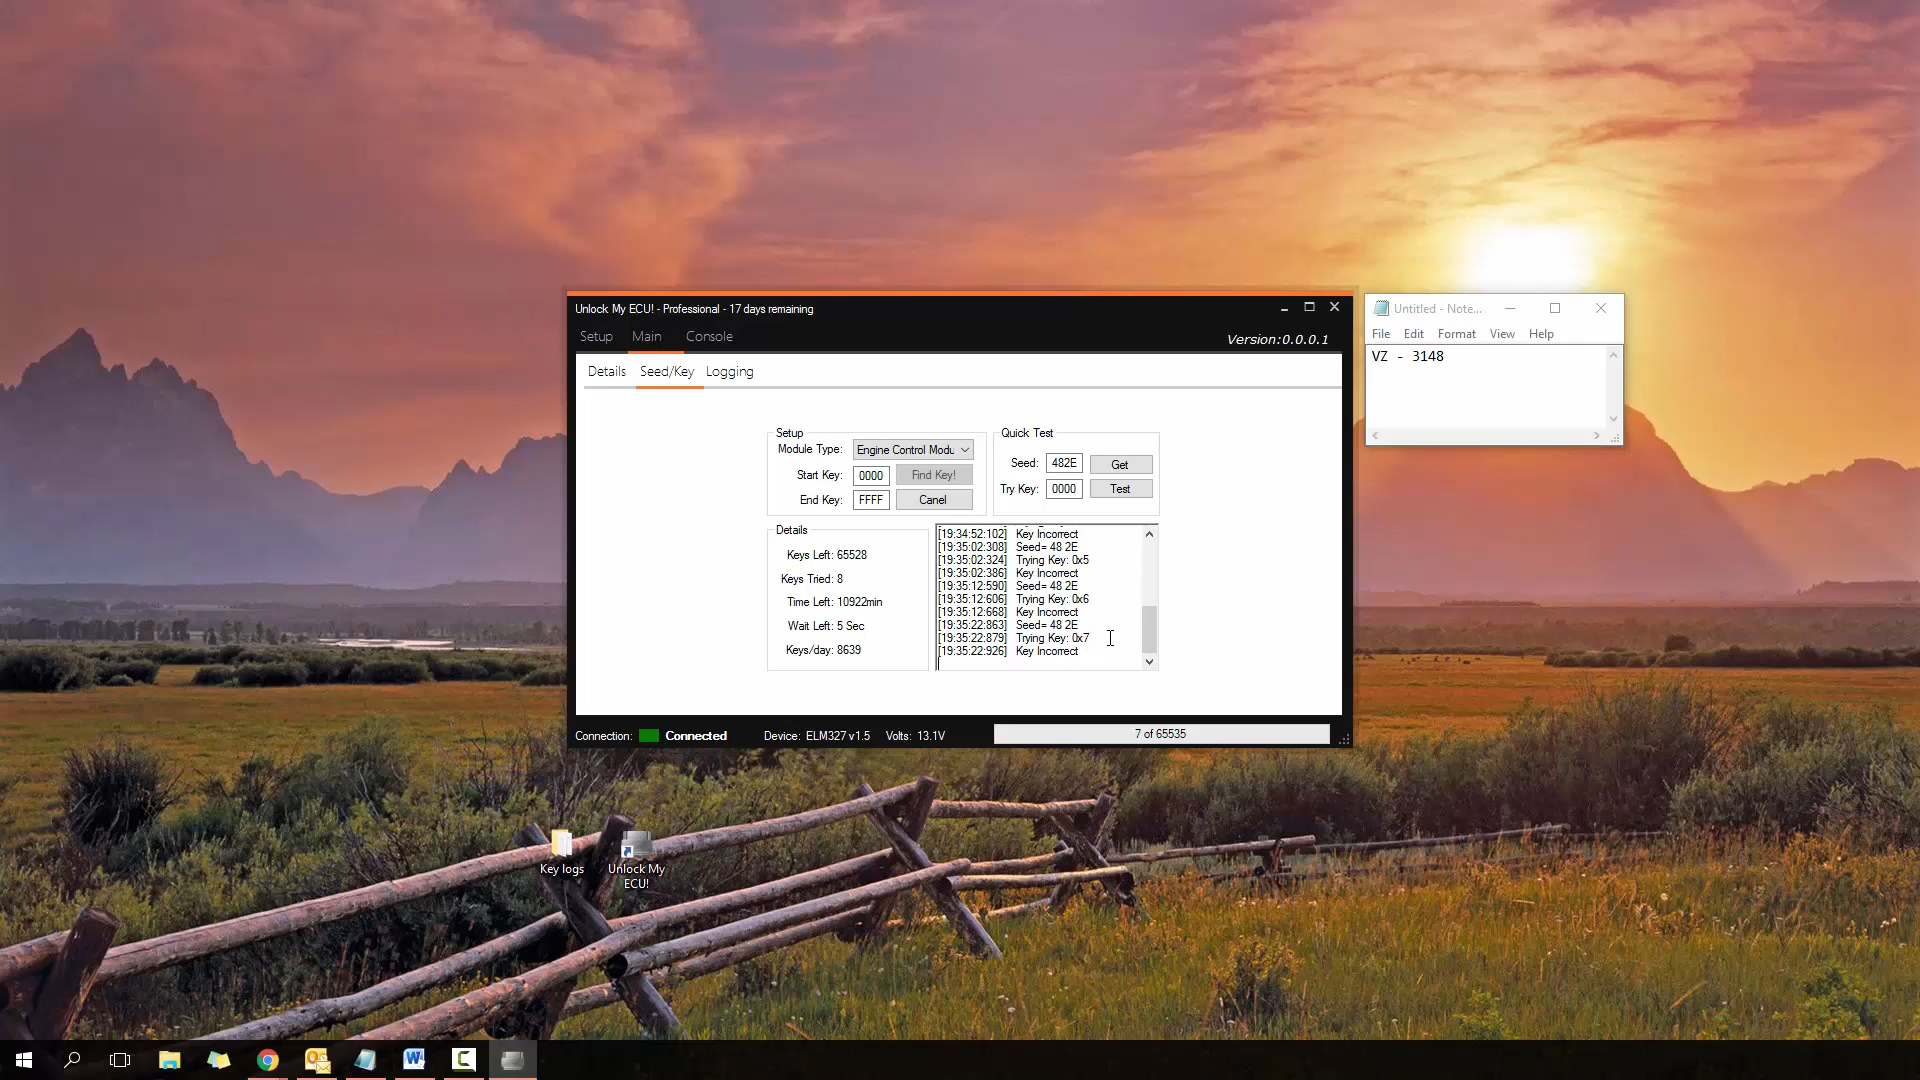 Unlock My ECU! - Professional - 17 days remaining
Setup Main Console
Version:0.0.0.1
Details Seed/Key Logging
Setup
Module Type: Engine Control Modu
Start Key: 0000 Find Key!
End Key: FFFF Canel
Quick Test
Seed: 482E Get
Try Key: 0000 Test
Details
Keys Left: 65528
Keys Tried: 8
Time Left: 10922min
Wait Left: 5 Sec
Keys/day: 8639
[19:34:52:102] Key Incorrect
[19:35:02:308] Seed= 48 2E
[19:35:02:324] Trying Key: 0x5
[19:35:02:386] Key Incorrect
[19:35:12:590] Seed= 48 2E
[19:35:12:606] Trying Key: 0x6
[19:35:12:668] Key Incorrect
[19:35:22:863] Seed= 48 2E
[19:35:22:879] Trying Key: 0x7
[19:35:22:926] Key Incorrect
Connection: Connected Device: ELM327 v1.5 Volts: 13.1V 7 of 65535
Untitled - Note...
File Edit Format View Help
VZ - 3148
Key logs
Unlock My
ECU!